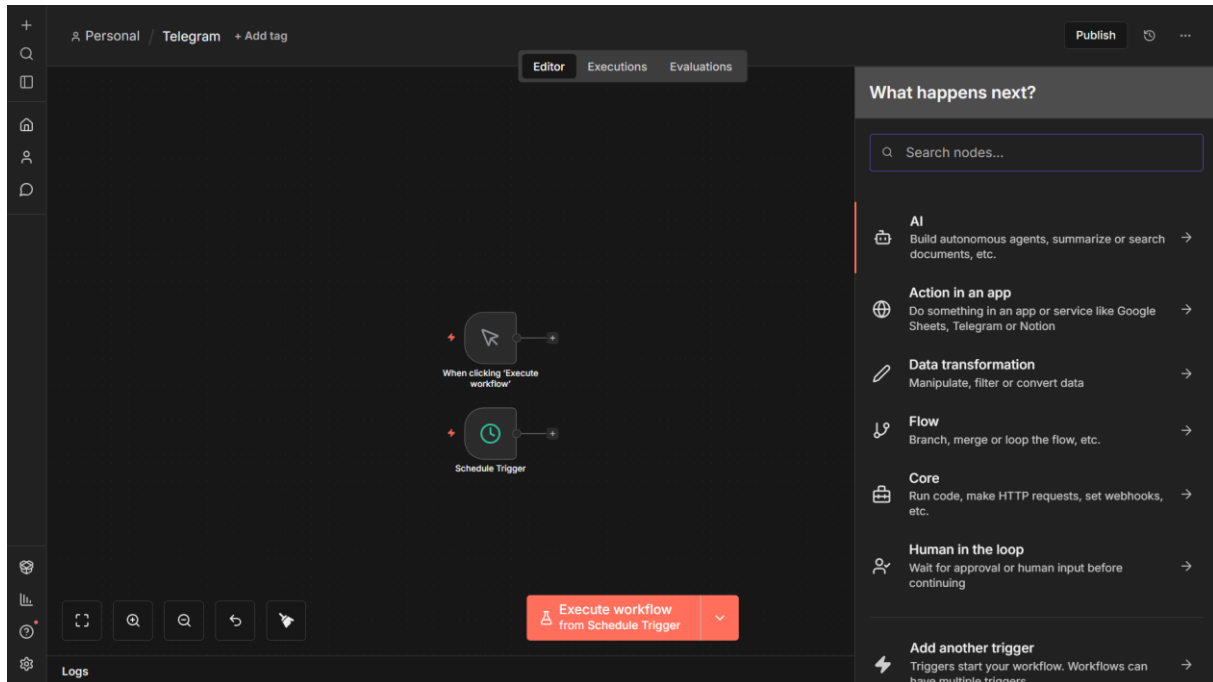 Personal / Telegram + Add tag
Publish
Editor Executions Evaluations
What happens next?
Search nodes...
AI
Build autonomous agents, summarize or search
documents, etc.
Action in an app
Do something in an app or service like Google
Sheets, Telegram or Notion
Data transformation
Manipulate, filter or convert data
Flow
Branch, merge or loop the flow, etc.
Core
Run code, make HTTP requests, set webhooks,
etc.
Human in the loop
Wait for approval or human input before
continuing
Add another trigger
Triggers start your workflow. Workflows can
have multiple triggers
When clicking 'Execute
workflow'
Schedule Trigger
Execute workflow
from Schedule Trigger
Logs